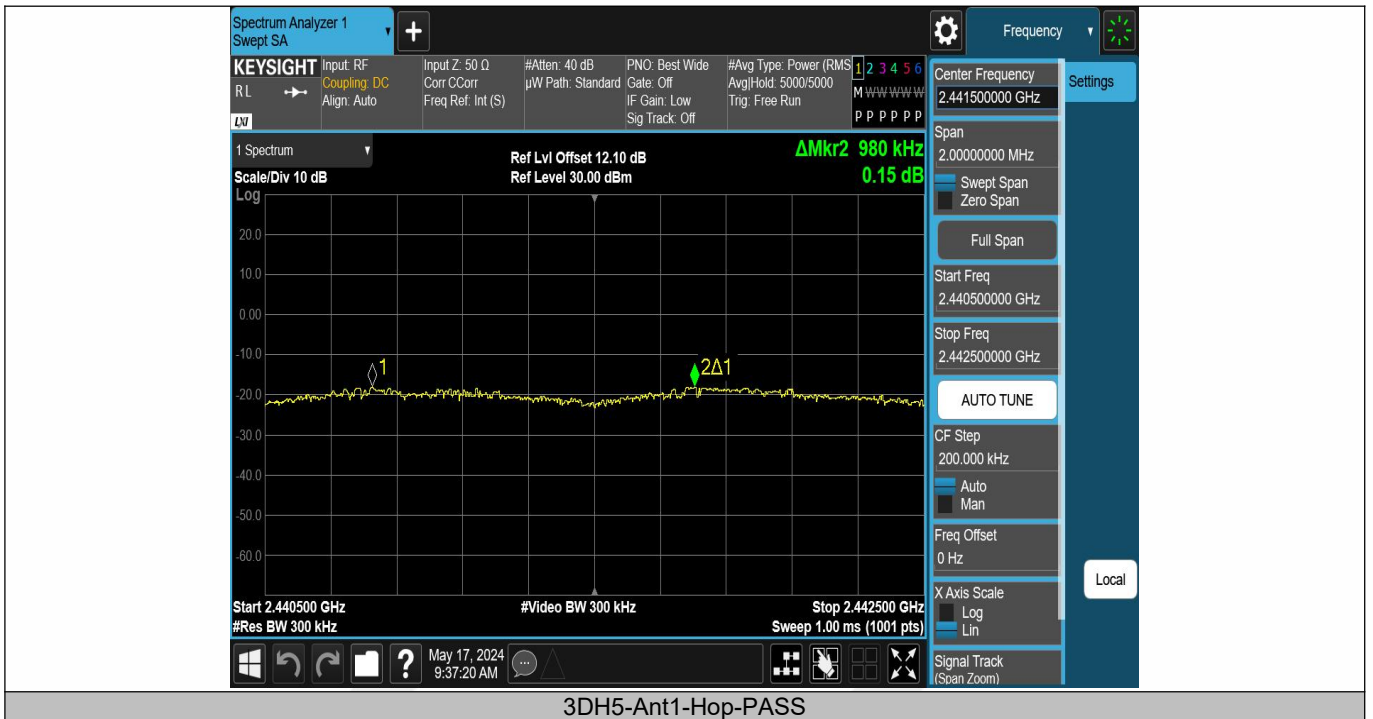 Spectrum Analyzer 1
Swept SA
Frequency
KEYSIGHT
RL
LXI
Input: RF
Coupling: DC
Align: Auto
Input Z: 50 Ω
Corr CCorr
Freq Ref: Int (S)
#Atten: 40 dB
µW Path: Standard
PNO: Best Wide
Gate: Off
IF Gain: Low
Sig Track: Off
#Avg Type: Power (RMS
Avg|Hold: 5000/5000
Trig: Free Run
1 2 3 4 5 6
M W W W W W
P P P P P P
1 Spectrum
Scale/Div 10 dB
Ref Lvl Offset 12.10 dB
Ref Level 30.00 dBm
ΔMkr2 980 kHz
0.15 dB
Log
20.0
10.0
0.00
-10.0
-20.0
-30.0
-40.0
-50.0
-60.0
1
2Δ1
Start 2.440500 GHz
#Video BW 300 kHz
Stop 2.442500 GHz
#Res BW 300 kHz
Sweep 1.00 ms (1001 pts)
May 17, 2024
9:37:20 AM
?
Center Frequency
2.441500000 GHz
Settings
Span
2.00000000 MHz
Swept Span
Zero Span
Full Span
Start Freq
2.440500000 GHz
Stop Freq
2.442500000 GHz
AUTO TUNE
CF Step
200.000 kHz
Auto
Man
Freq Offset
0 Hz
X Axis Scale
Log
Lin
Local
Signal Track
(Span Zoom)
3DH5-Ant1-Hop-PASS